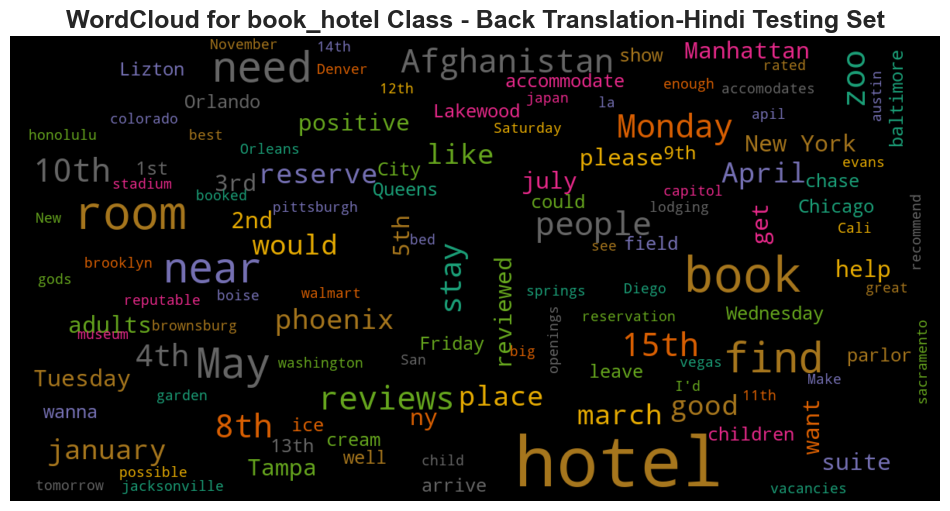 WordCloud for book_hotel Class - Back Translation-Hindi Testing Set
November 14th
Lizton need Denver Afghanistan show Manhattan rated zoo
12th accommodate enough accommodates austin baltimore
Orlando Lakewood japan la apil
colorado positive Saturday Monday New York
honolulu best Orleans like please 9th evans
10th 1st reserve City July April chase
stadium 3rd Queens capitol
booked could get Chicago
New room 2nd pittsburgh people lodging Cali recommend
would 5th bed see field
brooklyn near stay reviewed book help
gods reputable boise walmart springs Diego great
adults brownsburg phoenix openings reservation Wednesday
museum Friday 15th
4th May washington San big vegas find parlor sacramento
Tuesday leave Make
garden reviews place I'd 11th
wanna 8th ice ny march good
13th cream hotel children want
january well child suite
possible Tampa
tomorrow jacksonville arrive vacancies